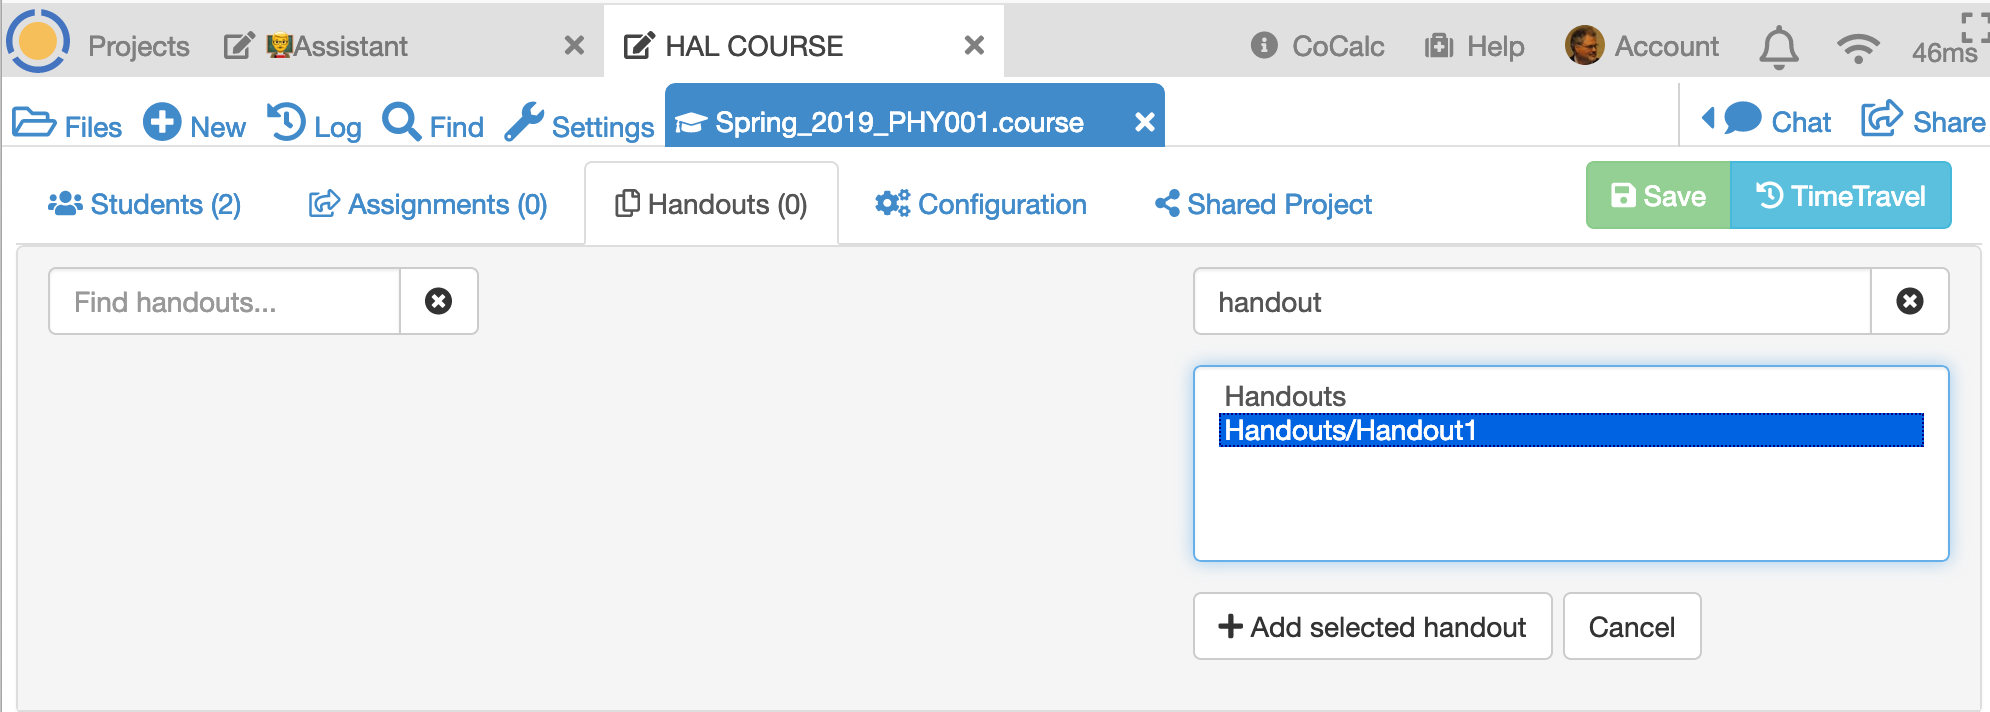 Projects Assistant HAL COURSE CoCalc Help Account 46ms
Files New Log Find Settings Spring_2019_PHY001.course Chat Share
Students (2) Assignments (0) Handouts (0) Configuration Shared Project Save TimeTravel
Find handouts... handout
Handouts
Handouts/Handout1
Add selected handout Cancel